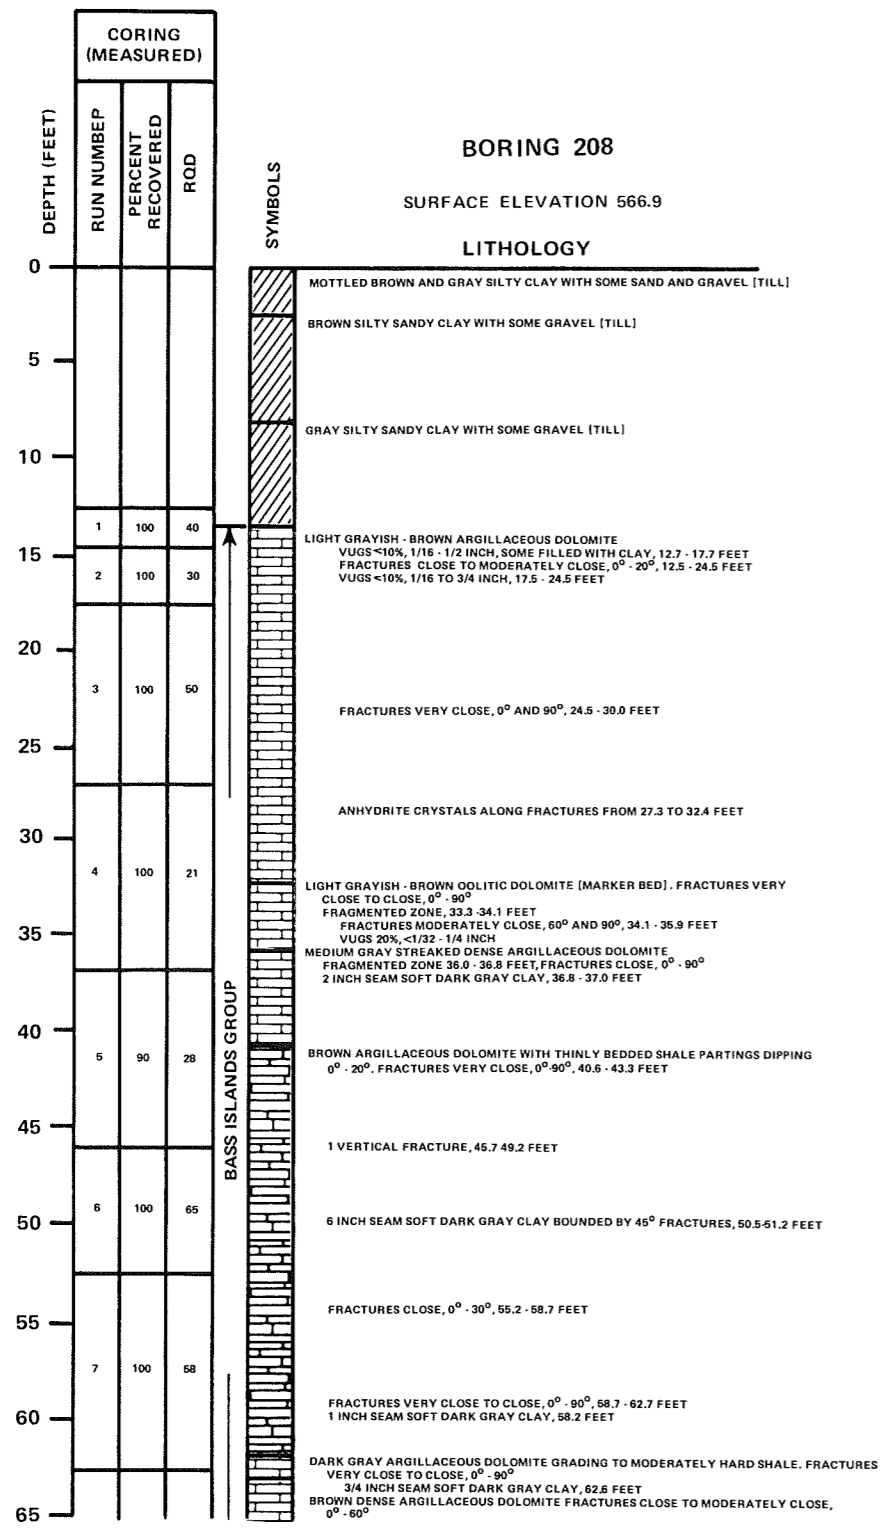 CORING
(MEASURED)
DEPTH (FEET)
RUN NUMBEP
PERCENT
RECOVERED
RQD
SYMBOLS
BORING 208
SURFACE ELEVATION 566.9
LITHOLOGY
0
MOTTLED BROWN AND GRAY SILTY CLAY WITH SOME SAND AND GRAVEL [TILL]
BROWN SILTY SANDY CLAY WITH SOME GRAVEL [TILL]
5
GRAY SILTY SANDY CLAY WITH SOME GRAVEL [TILL]
10
1 100 40
LIGHT GRAYISH - BROWN ARGILLACEOUS DOLOMITE
VUGS <10%, 1/16 - 1/2 INCH, SOME FILLED WITH CLAY, 12.7 - 17.7 FEET
15
FRACTURES CLOSE TO MODERATELY CLOSE, 0° - 20°, 12.5 - 24.5 FEET
2 100 30
VUGS <10%, 1/16 TO 3/4 INCH, 17.5 - 24.5 FEET
20
3 100 50
FRACTURES VERY CLOSE, 0° AND 90°, 24.5 - 30.0 FEET
25
ANHYDRITE CRYSTALS ALONG FRACTURES FROM 27.3 TO 32.4 FEET
30
4 100 21
LIGHT GRAYISH - BROWN OOLITIC DOLOMITE [MARKER BED]. FRACTURES VERY
CLOSE TO CLOSE, 0° - 90°
FRAGMENTED ZONE, 33.3 -34.1 FEET
FRACTURES MODERATELY CLOSE, 60° AND 90°, 34.1 - 35.9 FEET
35
VUGS 20%, <1/32 - 1/4 INCH
MEDIUM GRAY STREAKED DENSE ARGILLACEOUS DOLOMITE
FRAGMENTED ZONE 36.0 - 36.8 FEET, FRACTURES CLOSE, 0° - 90°
2 INCH SEAM SOFT DARK GRAY CLAY, 36.8 - 37.0 FEET
40
BASS ISLANDS GROUP
5 90 28
BROWN ARGILLACEOUS DOLOMITE WITH THINLY BEDDED SHALE PARTINGS DIPPING
0° - 20°. FRACTURES VERY CLOSE, 0°-90°, 40.6 - 43.3 FEET
45
1 VERTICAL FRACTURE, 45.7 49.2 FEET
6 100 65
50
6 INCH SEAM SOFT DARK GRAY CLAY BOUNDED BY 45° FRACTURES, 50.5-51.2 FEET
FRACTURES CLOSE, 0° - 30°, 55.2 - 58.7 FEET
55
7 100 58
FRACTURES VERY CLOSE TO CLOSE, 0° - 90°, 58.7 - 62.7 FEET
1 INCH SEAM SOFT DARK GRAY CLAY, 58.2 FEET
60
DARK GRAY ARGILLACEOUS DOLOMITE GRADING TO MODERATELY HARD SHALE. FRACTURES
VERY CLOSE TO CLOSE, 0° - 90°
3/4 INCH SEAM SOFT DARK GRAY CLAY, 62.6 FEET
BROWN DENSE ARGILLACEOUS DOLOMITE FRACTURES CLOSE TO MODERATELY CLOSE,
0° - 60°
65